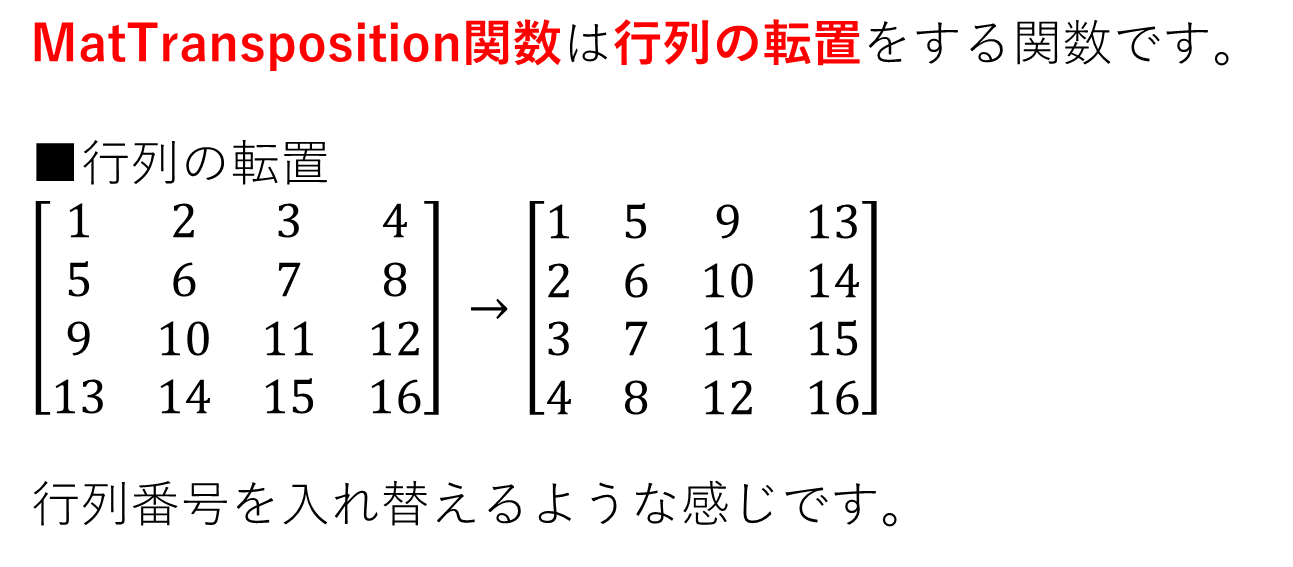 MatTransposition関数は行列の転置をする関数です。
■行列の転置
[1 2 3 4] [1 5 9 13]
[5 6 7 8] [2 6 10 14]
[9 10 11 12] → [3 7 11 15]
[13 14 15 16] [4 8 12 16]
行列番号を入れ替えるような感じです。